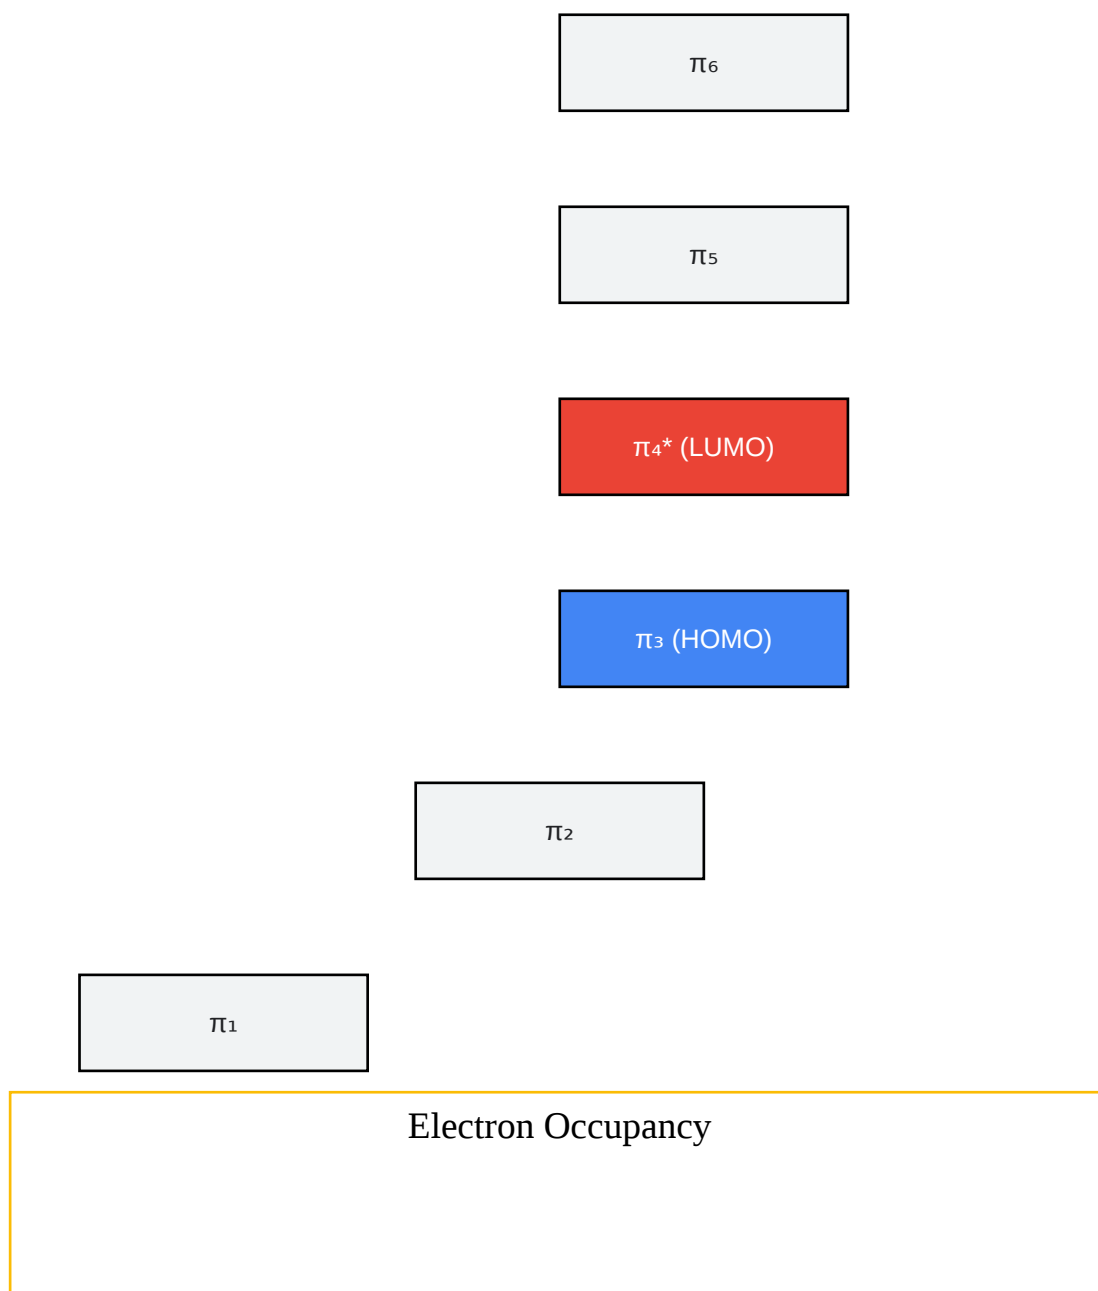 π₆
π₅
π₄* (LUMO)
π₃ (HOMO)
π₂
π₁
Electron Occupancy